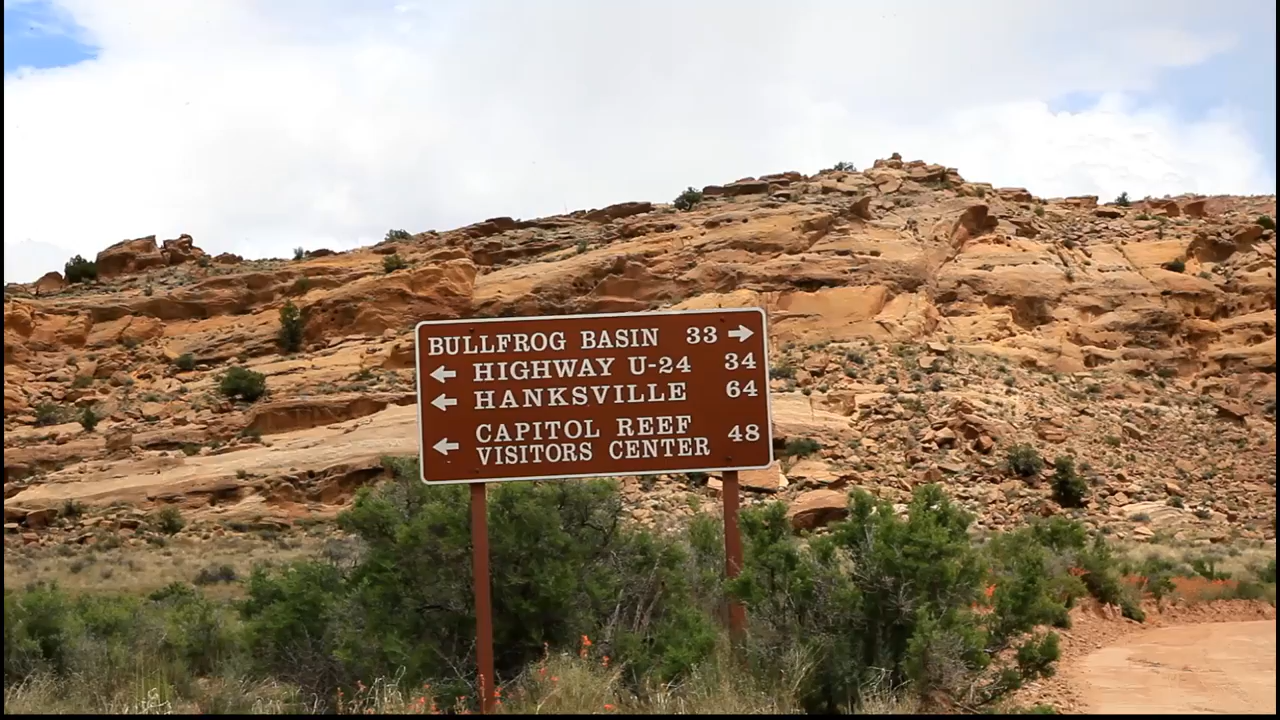 BULLFROG BASIN 33 →
← HIGHWAY U-24 34
← HANKSVILLE 64
← CAPITOL REEF
VISITORS CENTER 48